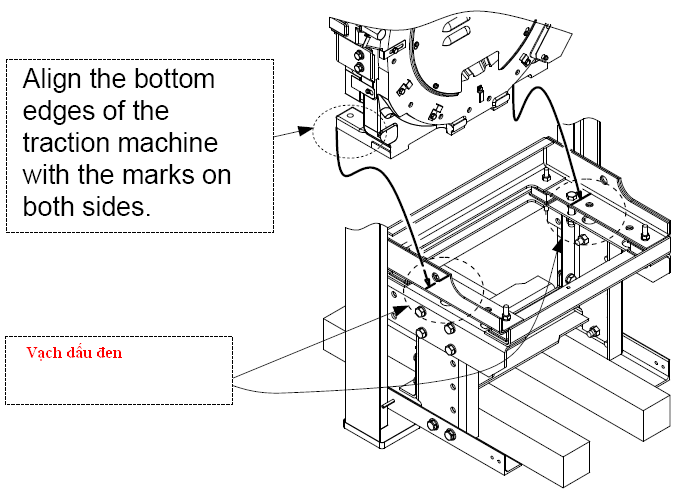 Align the bottom
edges of the
traction machine
with the marks on
both sides.
Vạch dấu đen